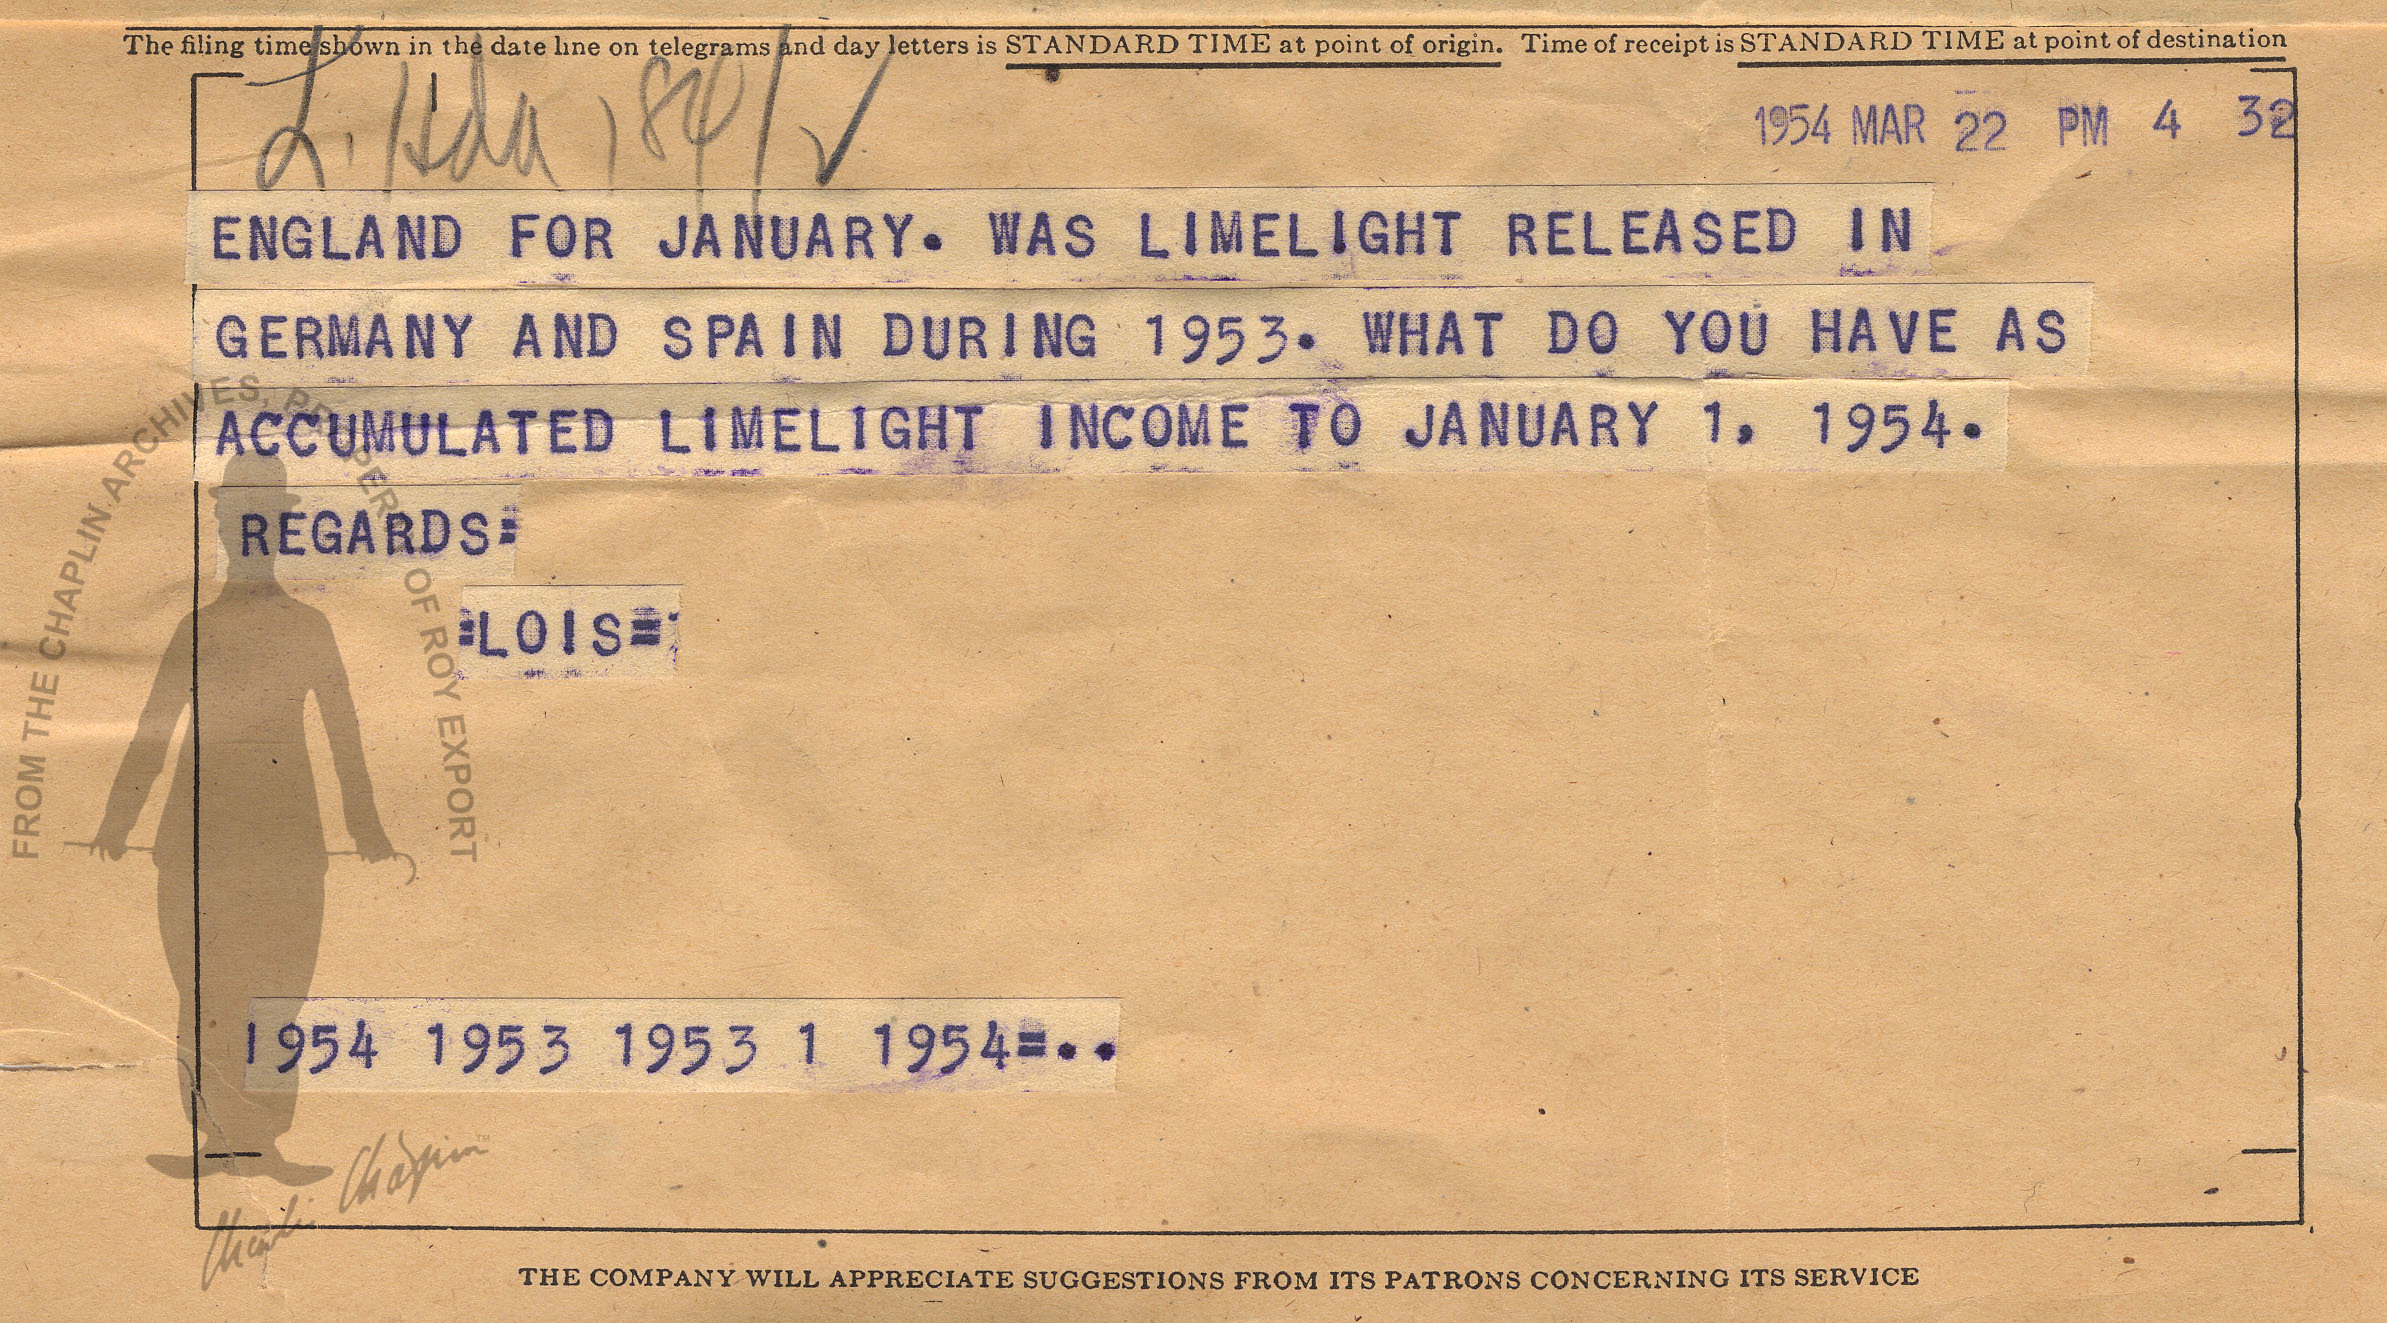 The filing time shown in the date line on telegrams and day letters is STANDARD TIME at point of origin. Time of receipt is STANDARD TIME at point of destination
1954 MAR 22 PM 4 32
ENGLAND FOR JANUARY. WAS LIMELIGHT RELEASED IN
GERMANY AND SPAIN DURING 1953. WHAT DO YOU HAVE AS
ACCUMULATED LIMELIGHT INCOME TO JANUARY 1, 1954.
REGARDS=
=LOIS=
1954 1953 1953 1 1954=..
THE COMPANY WILL APPRECIATE SUGGESTIONS FROM ITS PATRONS CONCERNING ITS SERVICE
FROM THE CHAPLIN ARCHIVES, PROPERTY OF ROY EXPORT
Charlie Chaplin